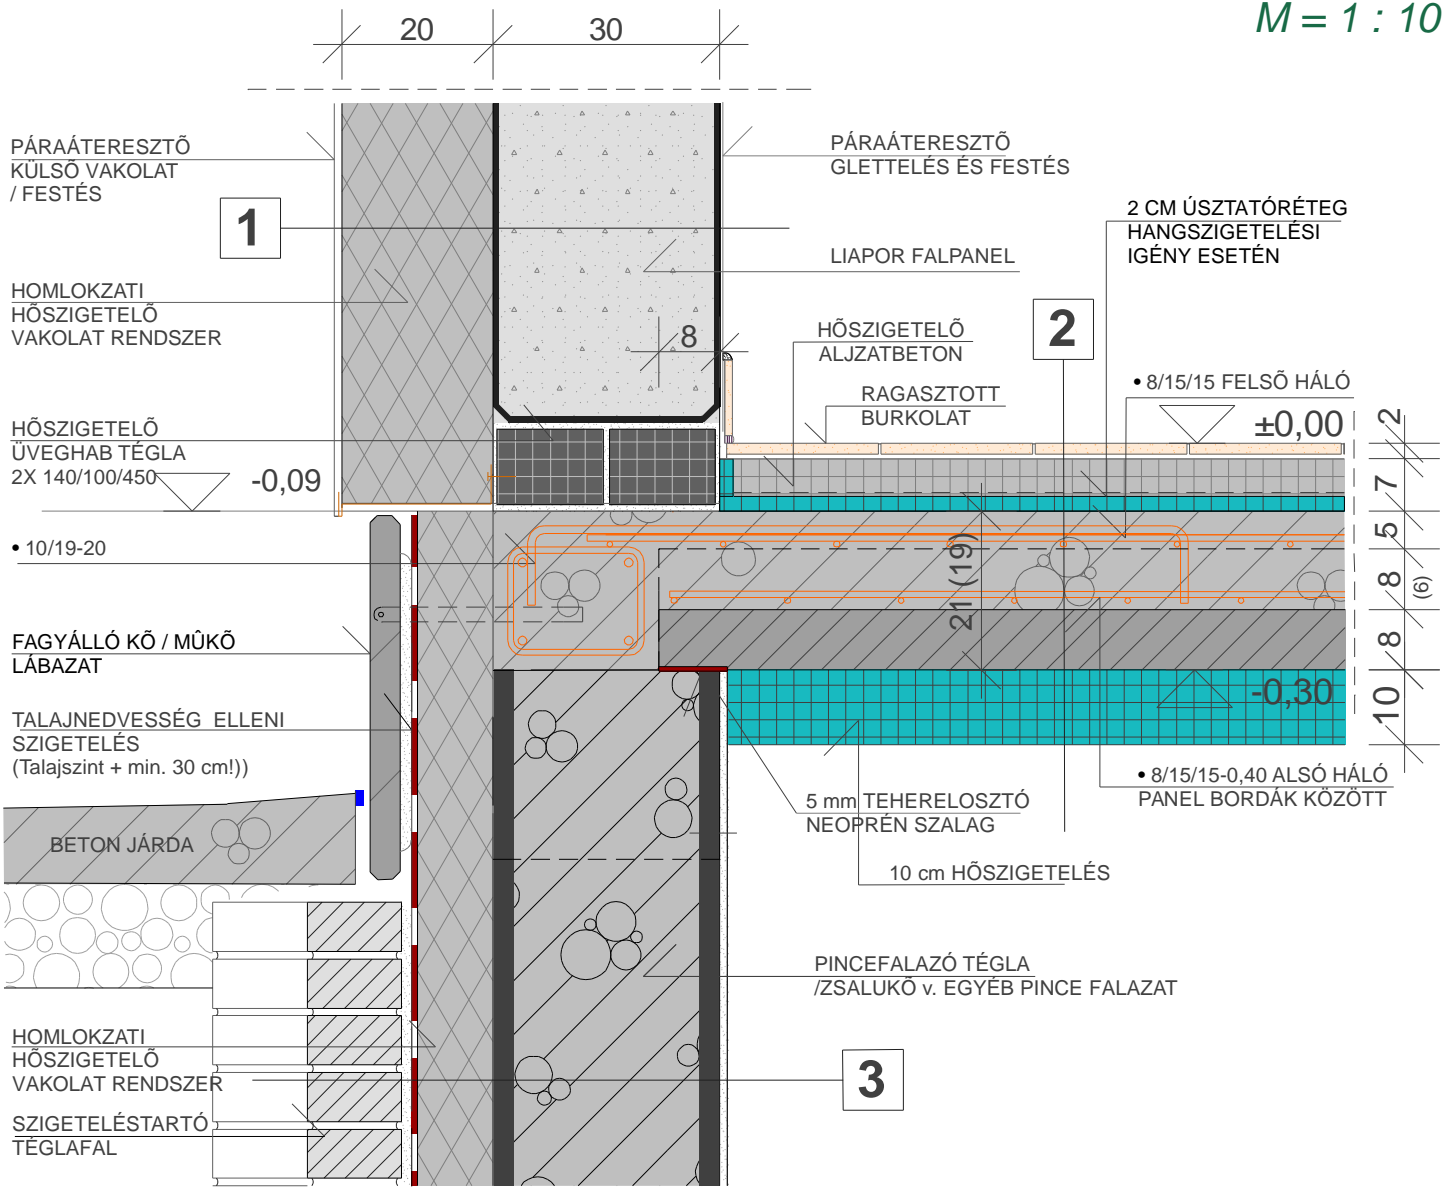 M = 1 : 10
20
30
PÁRAÁTERESZTÕ
KÜLSÕ VAKOLAT
/ FESTÉS
PÁRAÁTERESZTÕ
GLETTELÉS ÉS FESTÉS
1
2 CM ÚSZTATÓRÉTEG
HANGSZIGETELÉSI
IGÉNY ESETÉN
LIAPOR FALPANEL
HOMLOKZATI
HÕSZIGETELÕ
VAKOLAT RENDSZER
8
HÕSZIGETELÕ
ALJZATBETON
2
RAGASZTOTT
BURKOLAT
• 8/15/15 FELSÕ HÁLÓ
±0,00
2
HÕSZIGETELÕ
ÜVEGHAB TÉGLA
2X 140/100/450
-0,09
7
5
• 10/19-20
21 (19)
8
(6)
FAGYÁLLÓ KÕ / MÛKÕ
LÁBAZAT
8
-0,30
10
TALAJNEDVESSÉG ELLENI
SZIGETELÉS
(Talajszint + min. 30 cm!))
• 8/15/15-0,40 ALSÓ HÁLÓ
PANEL BORDÁK KÖZÖTT
5 mm TEHERELOSZTÓ
NEOPRÉN SZALAG
BETON JÁRDA
10 cm HÕSZIGETELÉS
PINCEFALAZÓ TÉGLA
/ZSALUKÕ v. EGYÉB PINCE FALAZAT
HOMLOKZATI
HÕSZIGETELÕ
VAKOLAT RENDSZER
3
SZIGETELÉSTARTÓ
TÉGLAFAL